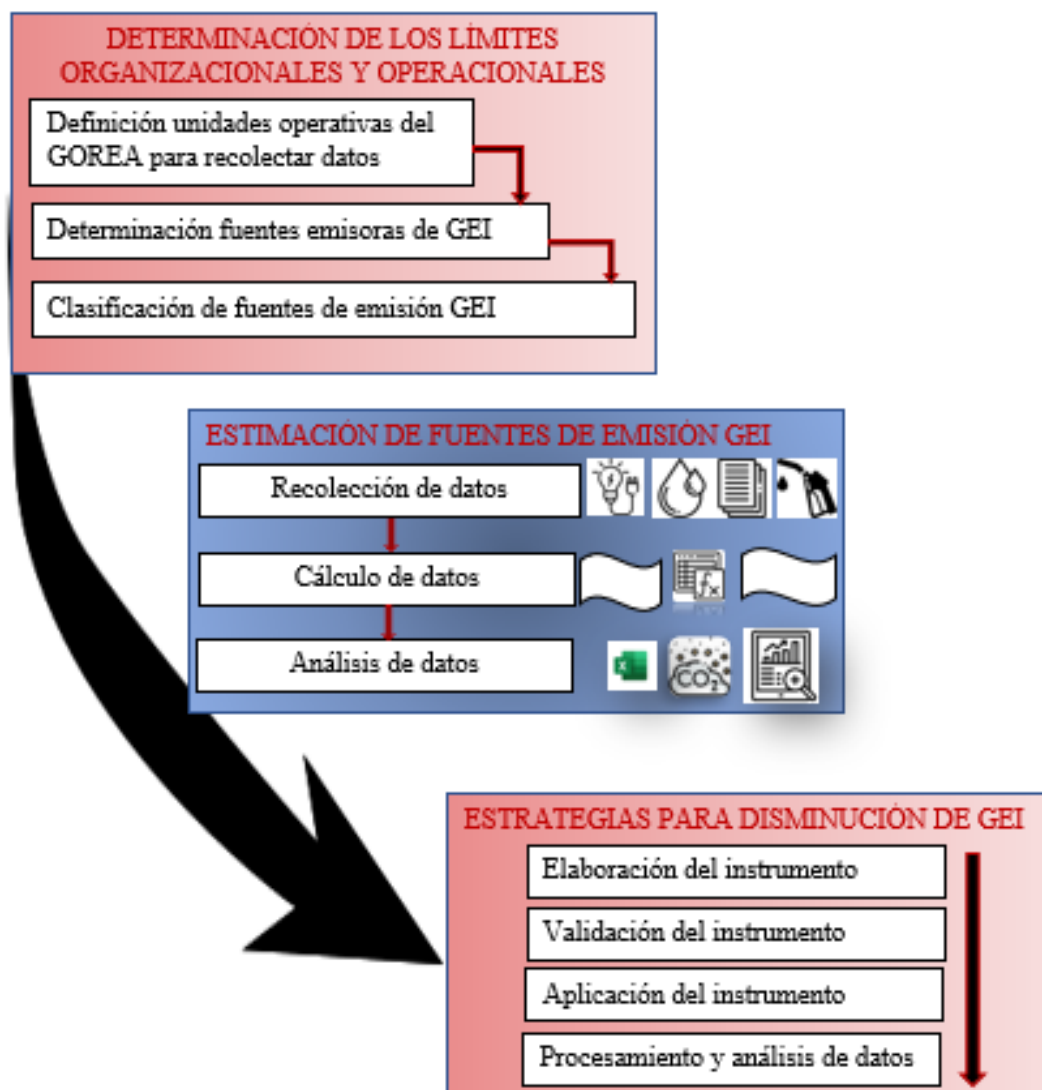 DETERMINACIÓN DE LOS LÍMITES
ORGANIZACIONALES Y OPERACIONALES
Definición unidades operativas del
GOREA para recolectar datos
Determinación fuentes emisoras de GEI
Clasificación de fuentes de emisión GEI
ESTIMACIÓN DE FUENTES DE EMISIÓN GEI
Recolección de datos
Cálculo de datos
fx
Análisis de datos
X
CO2
ESTRATEGIAS PARA DISMINUCIÓN DE GEI
Elaboración del instrumento
Validación del instrumento
Aplicación del instrumento
Procesamiento y análisis de datos